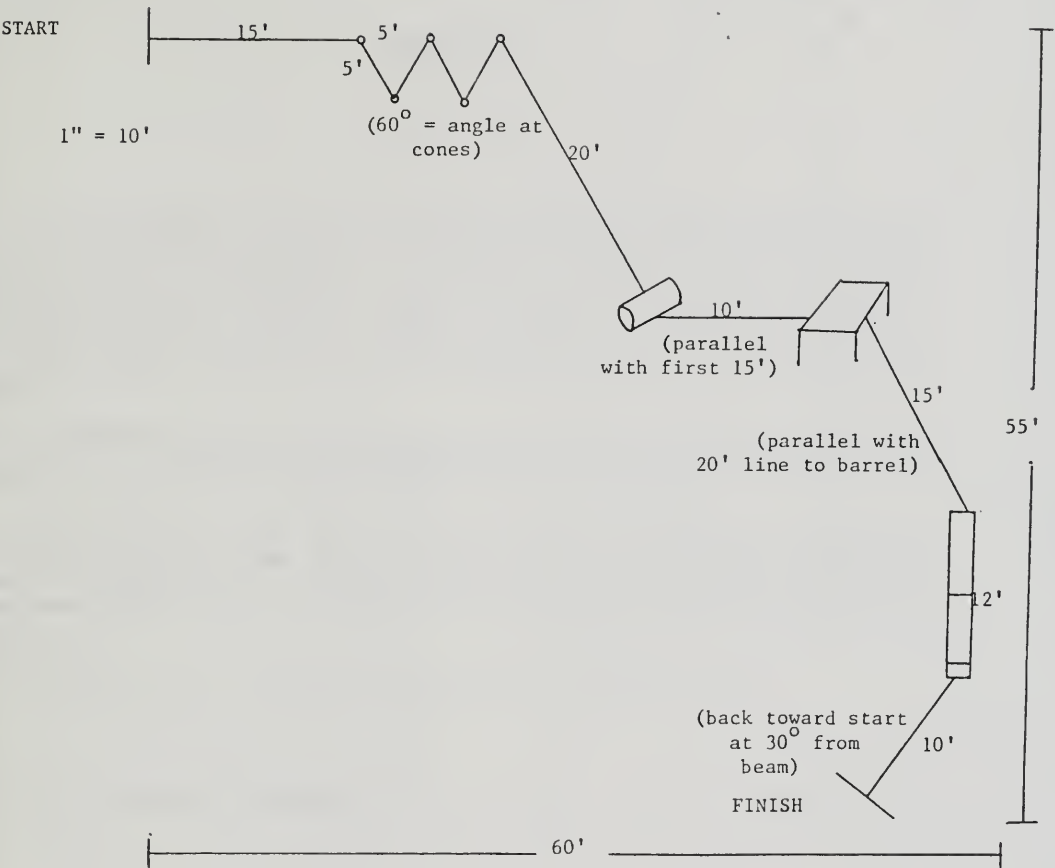 START
15'
5'
5'
1" = 10'
(60° = angle at
cones)
20'
10'
(parallel
with first 15')
15'
(parallel with
20' line to barrel)
55'
12'
(back toward start
at 30° from
beam)
10'
FINISH
60'